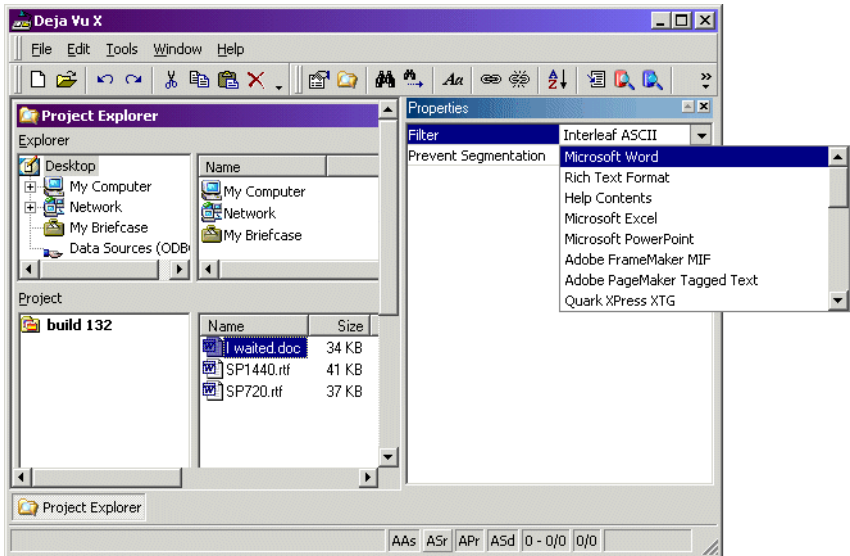 Deja Vu X
File Edit Tools Window Help
Aa
Project Explorer
Explorer
Desktop
My Computer
Network
My Briefcase
Data Sources (ODB
Name
My Computer
Network
My Briefcase
Project
build 132
Name Size
I waited.doc 34 KB
SP1440.rtf 41 KB
SP720.rtf 37 KB
Properties
Filter Interleaf ASCII
Prevent Segmentation
Microsoft Word
Rich Text Format
Help Contents
Microsoft Excel
Microsoft PowerPoint
Adobe FrameMaker MIF
Adobe PageMaker Tagged Text
Quark XPress XTG
Project Explorer
AAs ASr APr ASd 0 - 0/0 0/0